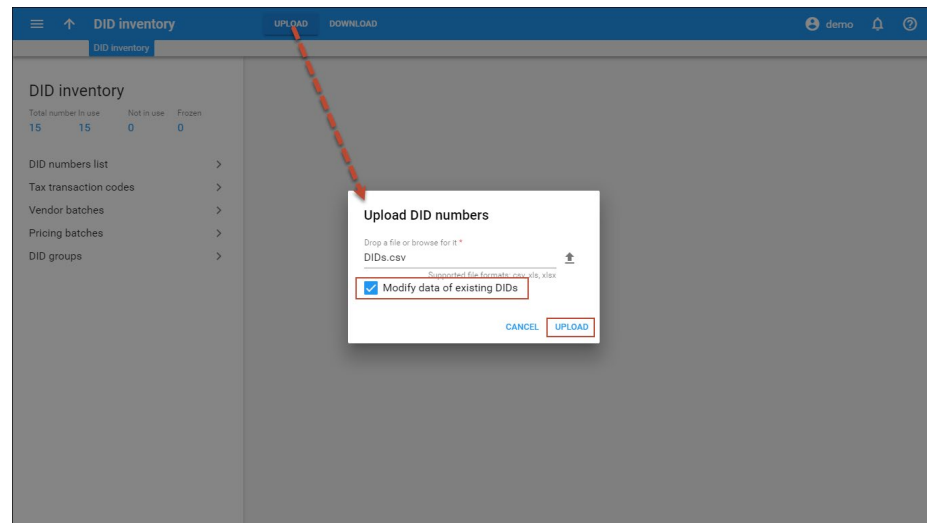 DID inventory UPLOAD DOWNLOAD demo
DID inventory
DID inventory
Total number In use Not in use Frozen
15 15 0 0
DID numbers list
Tax transaction codes
Vendor batches
Pricing batches
DID groups
Upload DID numbers
Drop a file or browse for it *
DIDs.csv
Supported file formats: csv, xls, xlsx
Modify data of existing DIDs
CANCEL UPLOAD